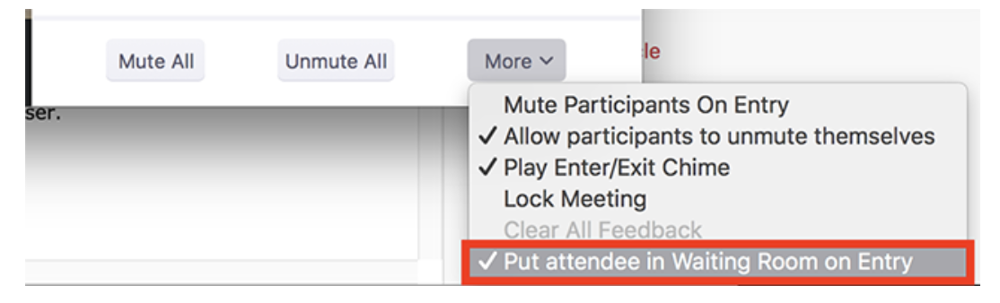 Mute All
Unmute All
More
le
ser.
Mute Participants On Entry
✓ Allow participants to unmute themselves
✓ Play Enter/Exit Chime
Lock Meeting
Clear All Feedback
✓ Put attendee in Waiting Room on Entry